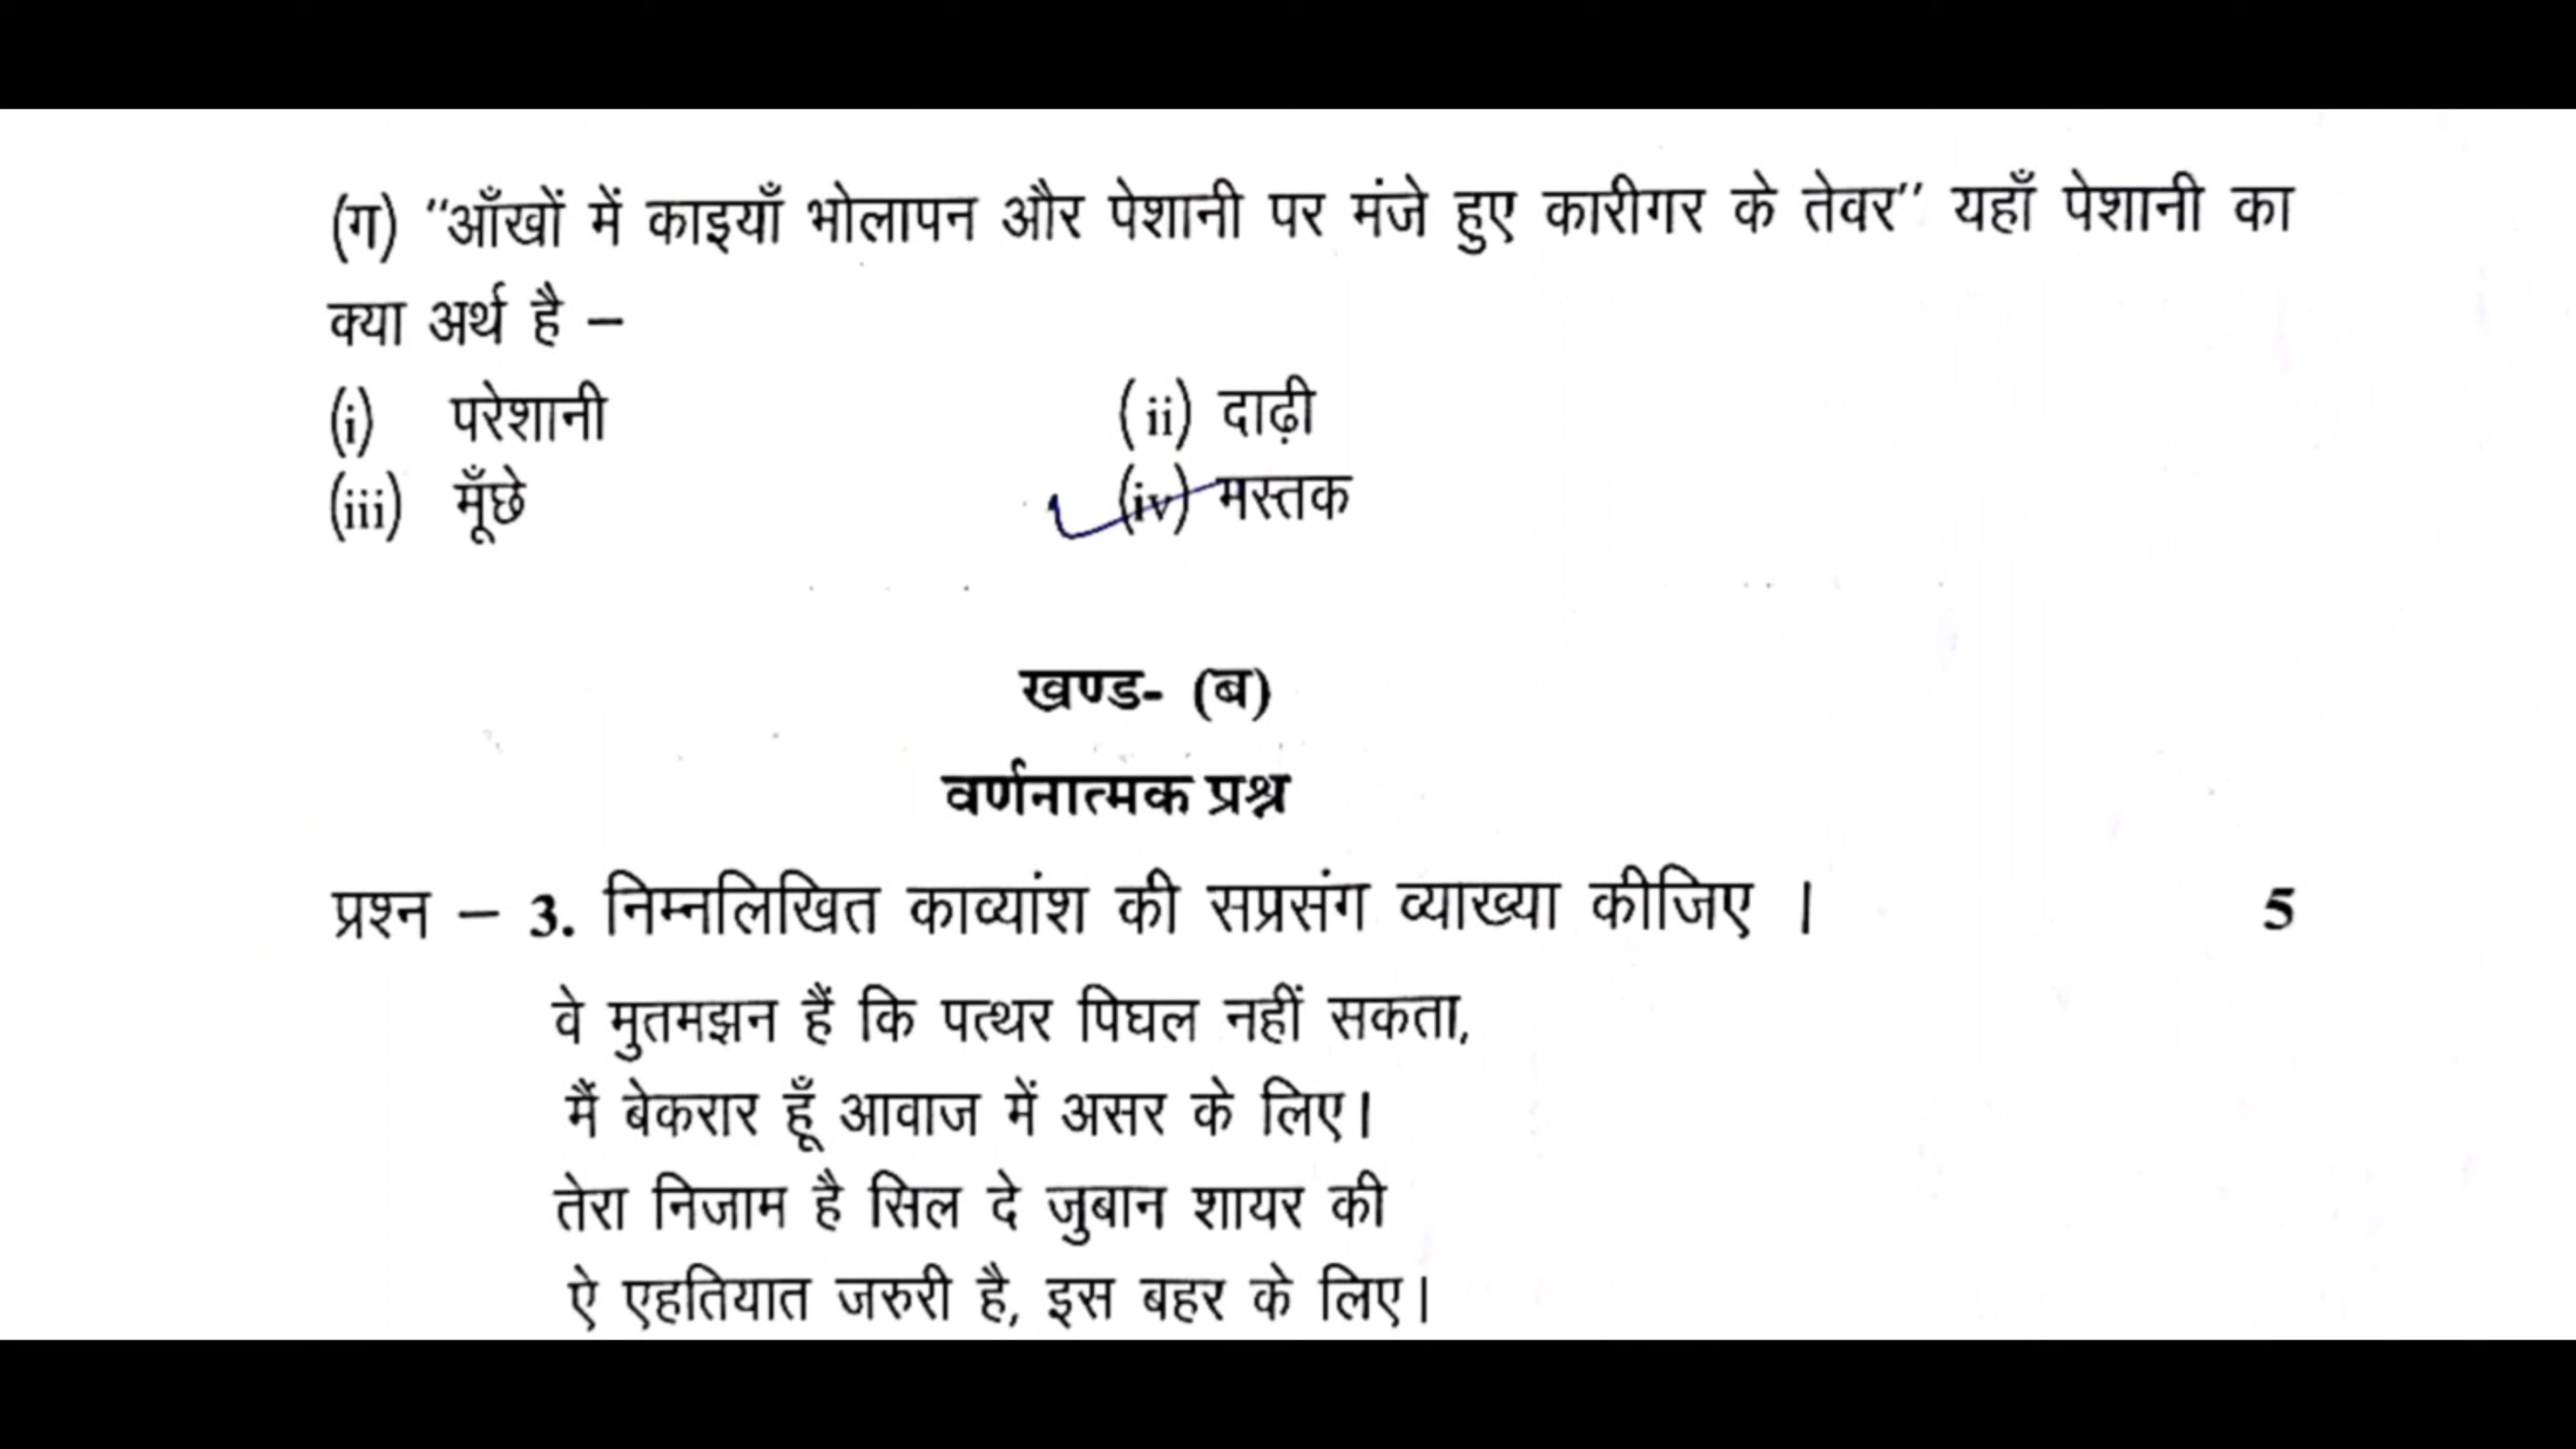 (ग) "आँखों में काइयाँ भोलापन और पेशानी पर मंजे हुए कारीगर के तेवर" यहाँ पेशानी का
क्या अर्थ है –
(i) परेशानी (ii) दाढ़ी
(iii) मूँछे (iv) मस्तक
खण्ड- (ब)
वर्णनात्मक प्रश्न
प्रश्न – 3. निम्नलिखित काव्यांश की सप्रसंग व्याख्या कीजिए । 5
वे मुतमझन हैं कि पत्थर पिघल नहीं सकता,
मैं बेकरार हूँ आवाज में असर के लिए।
तेरा निजाम है सिल दे जुबान शायर की
ऐ एहतियात जरुरी है, इस बहर के लिए।